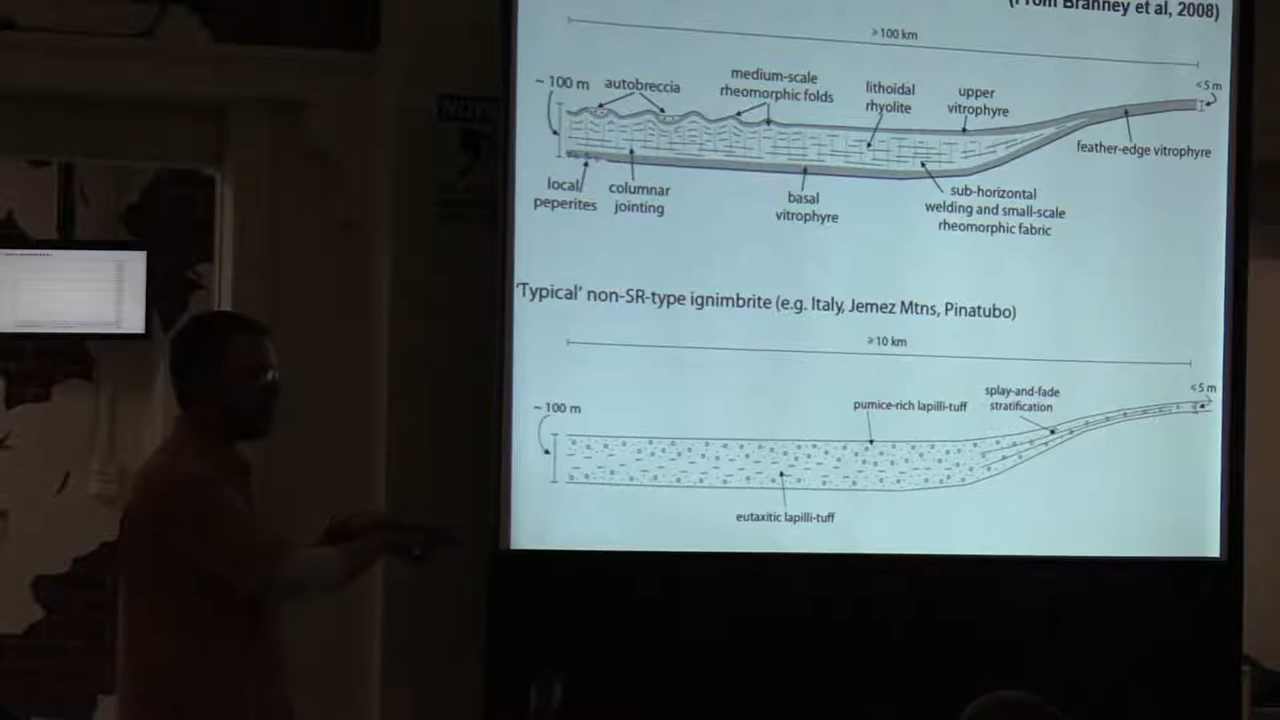 (From Branney et al, 2008)
≥100 km
~ 100 m
autobreccia
medium-scale
rheomorphic folds
lithoidal
rhyolite
upper
vitrophyre
<5 m
feather-edge vitrophyre
local
peperites
columnar
jointing
basal
vitrophyre
sub-horizontal
welding and small-scale
rheomorphic fabric
'Typical' non-SR-type ignimbrite (e.g. Italy, Jemez Mtns, Pinatubo)
≥10 km
~ 100 m
pumice-rich lapilli-tuff
splay-and-fade
stratification
≤5 m
eutaxitic lapilli-tuff